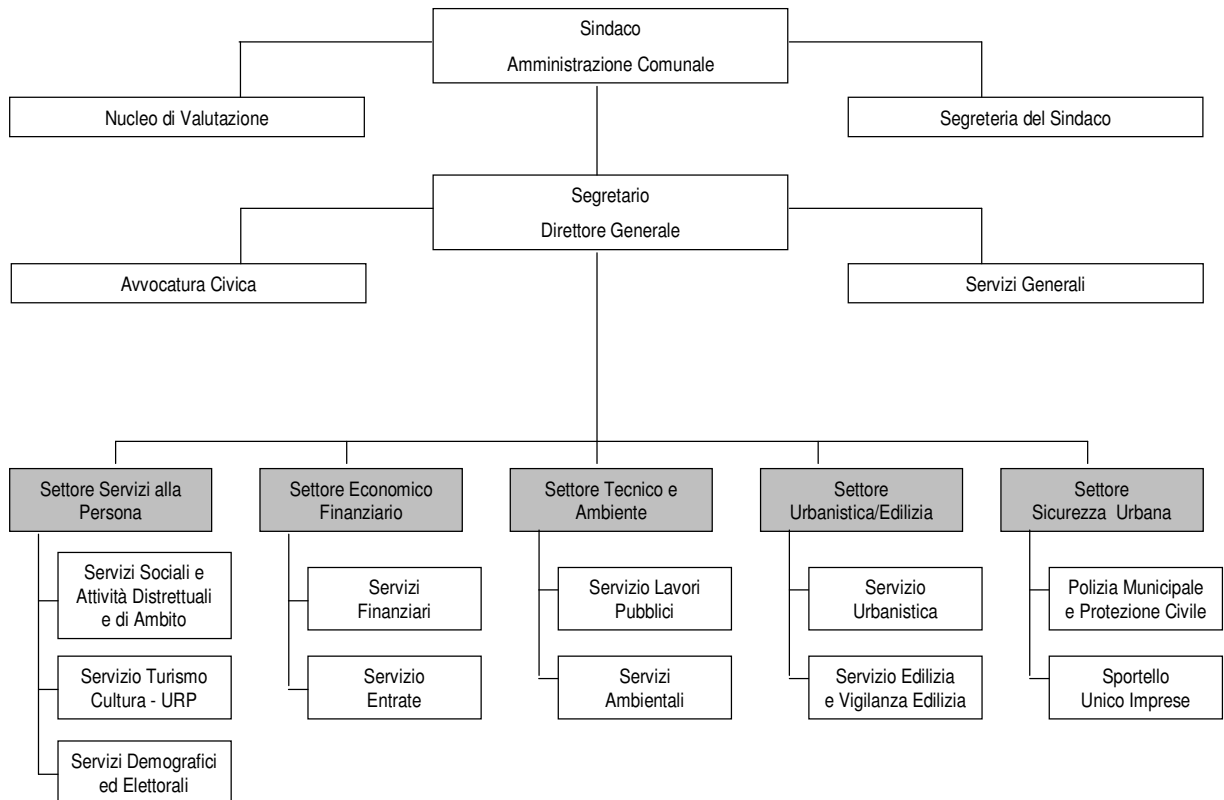 Sindaco
Amministrazione Comunale
Nucleo di Valutazione
Segreteria del Sindaco
Segretario
Direttore Generale
Avvocatura Civica
Servizi Generali
Settore Servizi alla
Persona
Settore Economico
Finanziario
Settore Tecnico e
Ambiente
Settore
Urbanistica/Edilizia
Settore
Sicurezza Urbana
Servizi Sociali e
Attività Distrettuali
e di Ambito
Servizi
Finanziari
Servizio Lavori
Pubblici
Servizio
Urbanistica
Polizia Municipale
e Protezione Civile
Servizio Turismo
Cultura - URP
Servizio
Entrate
Servizi
Ambientali
Servizio Edilizia
e Vigilanza Edilizia
Sportello
Unico Imprese
Servizi Demografici
ed Elettorali